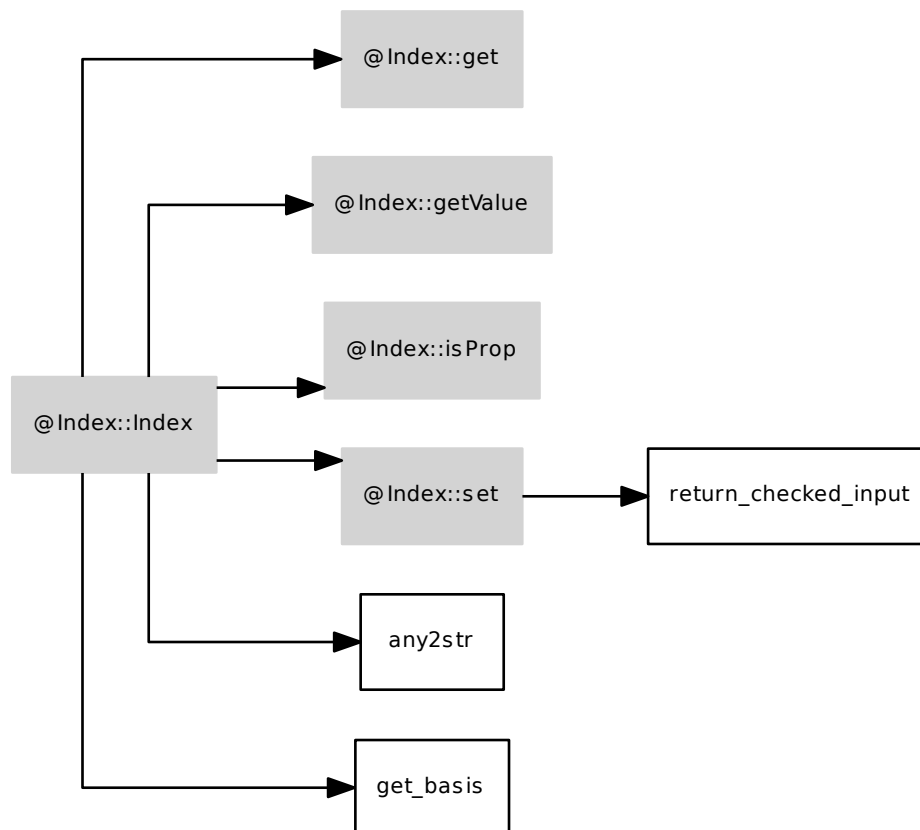 @Index::get
@Index::getValue
@Index::isProp
@Index::Index
@Index::set
return_checked_input
any2str
get_basis